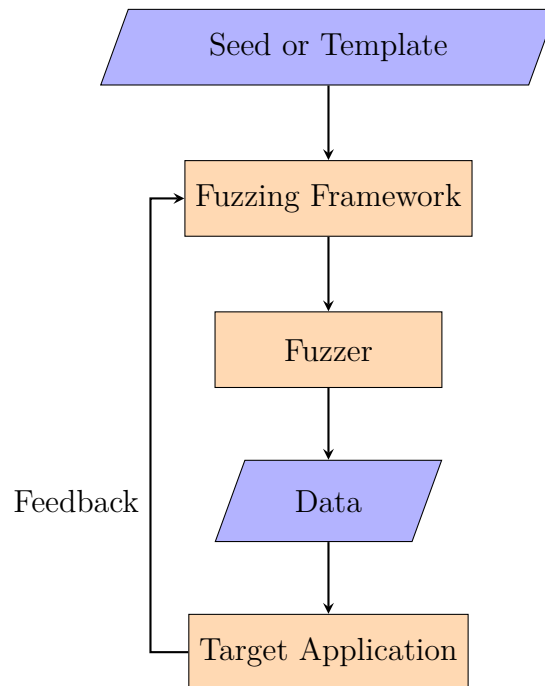 Seed or Template
Fuzzing Framework
Fuzzer
Data
Feedback
Target Application